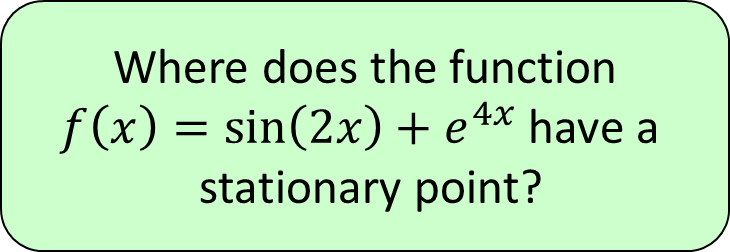 Where does the function
f(x) = sin(2x) + e^{4x} have a
stationary point?